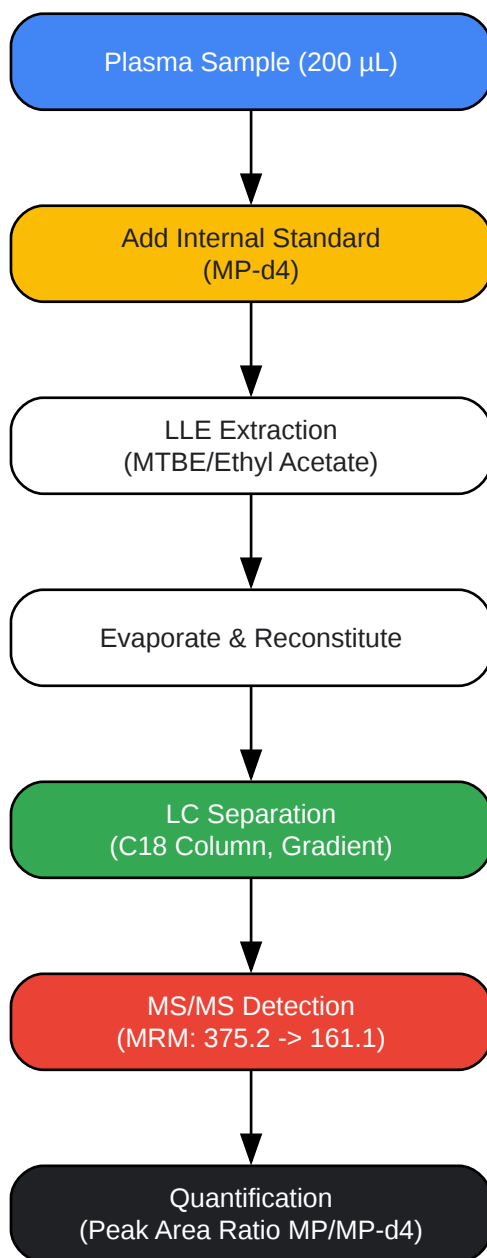 Plasma Sample (200 µL)
Add Internal Standard
(MP-d4)
LLE Extraction
(MTBE/Ethyl Acetate)
Evaporate & Reconstitute
LC Separation
(C18 Column, Gradient)
MS/MS Detection
(MRM: 375.2 -> 161.1)
Quantification
(Peak Area Ratio MP/MP-d4)